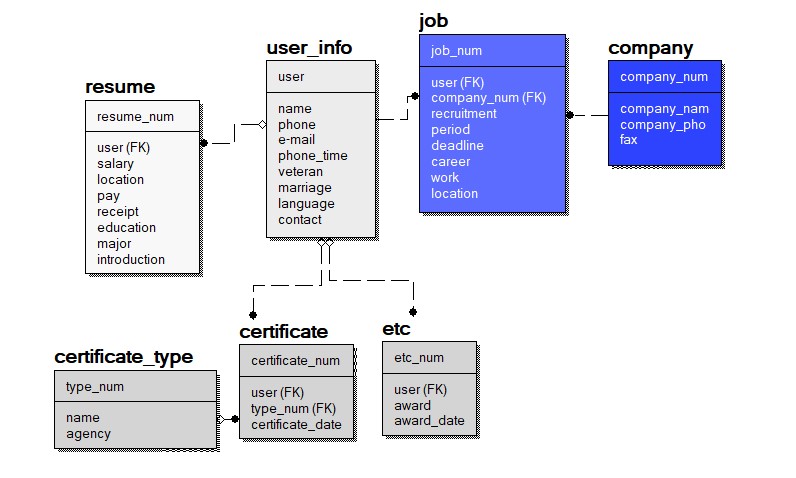 resume
resume_num
user (FK)
salary
location
pay
receipt
education
major
introduction
user_info
user
name
phone
e-mail
phone_time
veteran
marriage
language
contact
job
job_num
user (FK)
company_num (FK)
recruitment
period
deadline
career
work
location
company
company_num
company_nam
company_pho
fax
certificate_type
type_num
name
agency
certificate
certificate_num
user (FK)
type_num (FK)
certificate_date
etc
etc_num
user (FK)
award
award_date